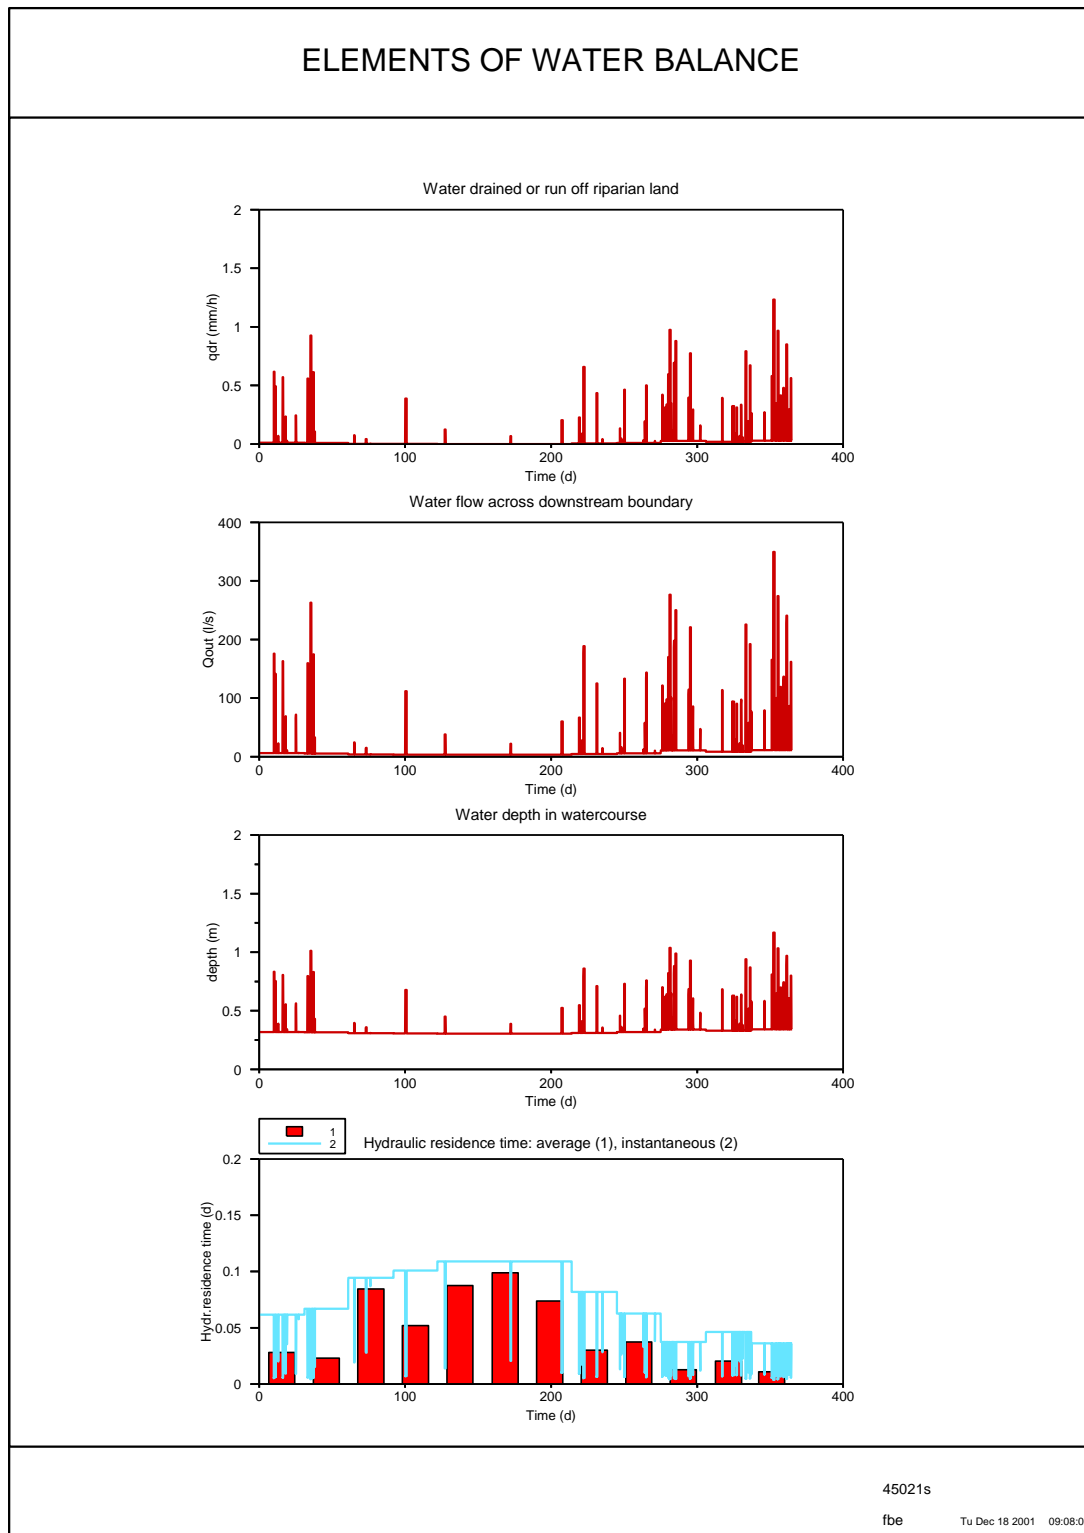 ELEMENTS OF WATER BALANCE
Water drained or run off riparian land
2
1.5
1
0.5
0
qdr (mm/h)
0 100 200 300 400
Time (d)
Water flow across downstream boundary
400
300
200
100
0
Qout (l/s)
0 100 200 300 400
Time (d)
Water depth in watercourse
2
1.5
1
0.5
0
depth (m)
0 100 200 300 400
Time (d)
1
2
Hydraulic residence time: average (1), instantaneous (2)
0.2
0.15
0.1
0.05
0
Hydr.residence time (d)
0 100 200 300 400
Time (d)
45021s
fbe Tu Dec 18 2001 09:08:0